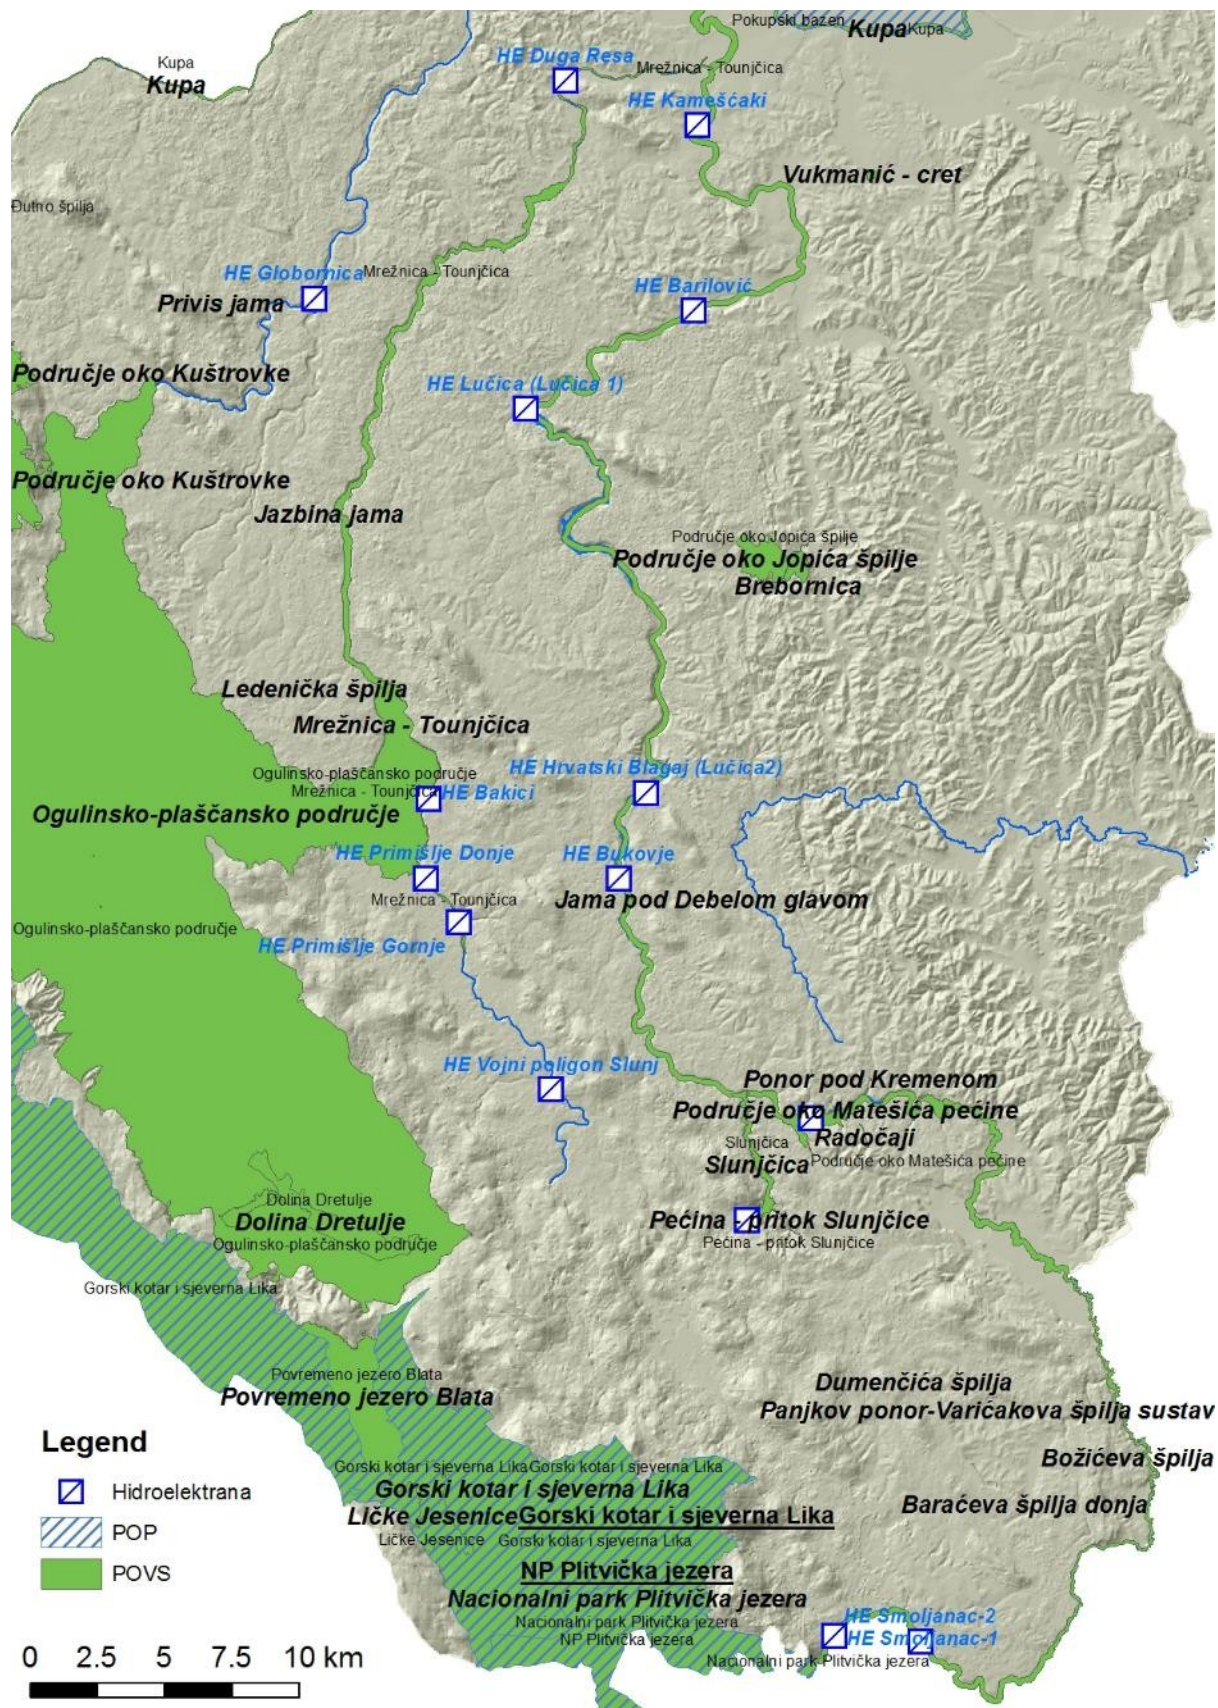 Pokupski bazen
Kupa
Kupa
HE Duga Resa
Kupa
Kupa
Mrežnica - Tounjčica
HE Kamešćaki
Vukmanić - cret
Đutno špilja
HE Globornica
Mrežnica - Tounjčica
Privis jama
HE Barilović
Područje oko Kuštrovke
HE Lučica (Lučica 1)
Područje oko Kuštrovke
Jazbina jama
Područje oko Jopića špilje
Područje oko Jopića špilje
Brebornica
Ledenička špilja
Mrežnica - Tounjčica
Ogulinsko-plaščansko područje
HE Hrvatski Blagaj (Lučica2)
Mrežnica - Tounjčica
HE Bakici
Ogulinsko-plaščansko područje
HE Primišlje Donje
HE Bukovje
Mrežnica - Tounjčica
Jama pod Debelom glavom
Ogulinsko-plaščansko područje
HE Primišlje Gornje
HE Vojni poligon Slunj
Ponor pod Kremenom
Područje oko Matešića pećine
Slunjčica
Radočaji
Slunjčica
Područje oko Matešića pećine
Dolina Dretulje
Dolina Dretulje
Pećina - pritok Slunjčice
Ogulinsko-plaščansko područje
Pećina - pritok Slunjčice
Gorski kotar i sjeverna Lika
Povremeno jezero Blata
Povremeno jezero Blata
Dumenčića špilja
Panjkov ponor-Varićakova špilja sustav
Božićeva špilja
Gorski kotar i sjeverna Lika
Gorski kotar i sjeverna Lika
Gorski kotar i sjeverna Lika
Baraćeva špilja donja
Ličke Jesenice
Gorski kotar i sjeverna Lika
Ličke Jesenice
Gorski kotar i sjeverna Lika
NP Plitvička jezera
Nacionalni park Plitvička jezera
Nacionalni park Plitvička jezera
NP Plitvička jezera
HE Smoljanac-2
HE Smoljanac-1
Nacionalni park Plitvička jezera
Legend
Hidroelektrana
POP
POVS
0 2.5 5 7.5 10 km